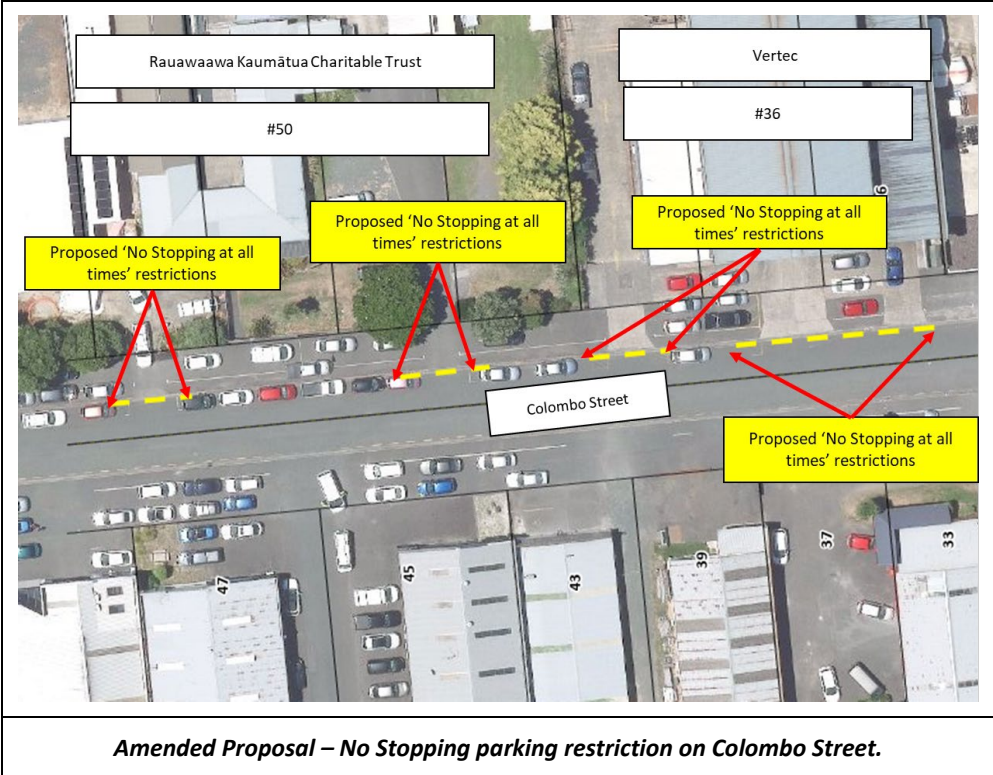 Rauawaawa Kaumātua Charitable Trust
Vertec
#50
#36
Proposed 'No Stopping at all
times' restrictions
Proposed 'No Stopping at all
times' restrictions
Proposed 'No Stopping at all
times' restrictions
6
Colombo Street
Proposed 'No Stopping at all
times' restrictions
47
45
43
39
37
33
Amended Proposal – No Stopping parking restriction on Colombo Street.